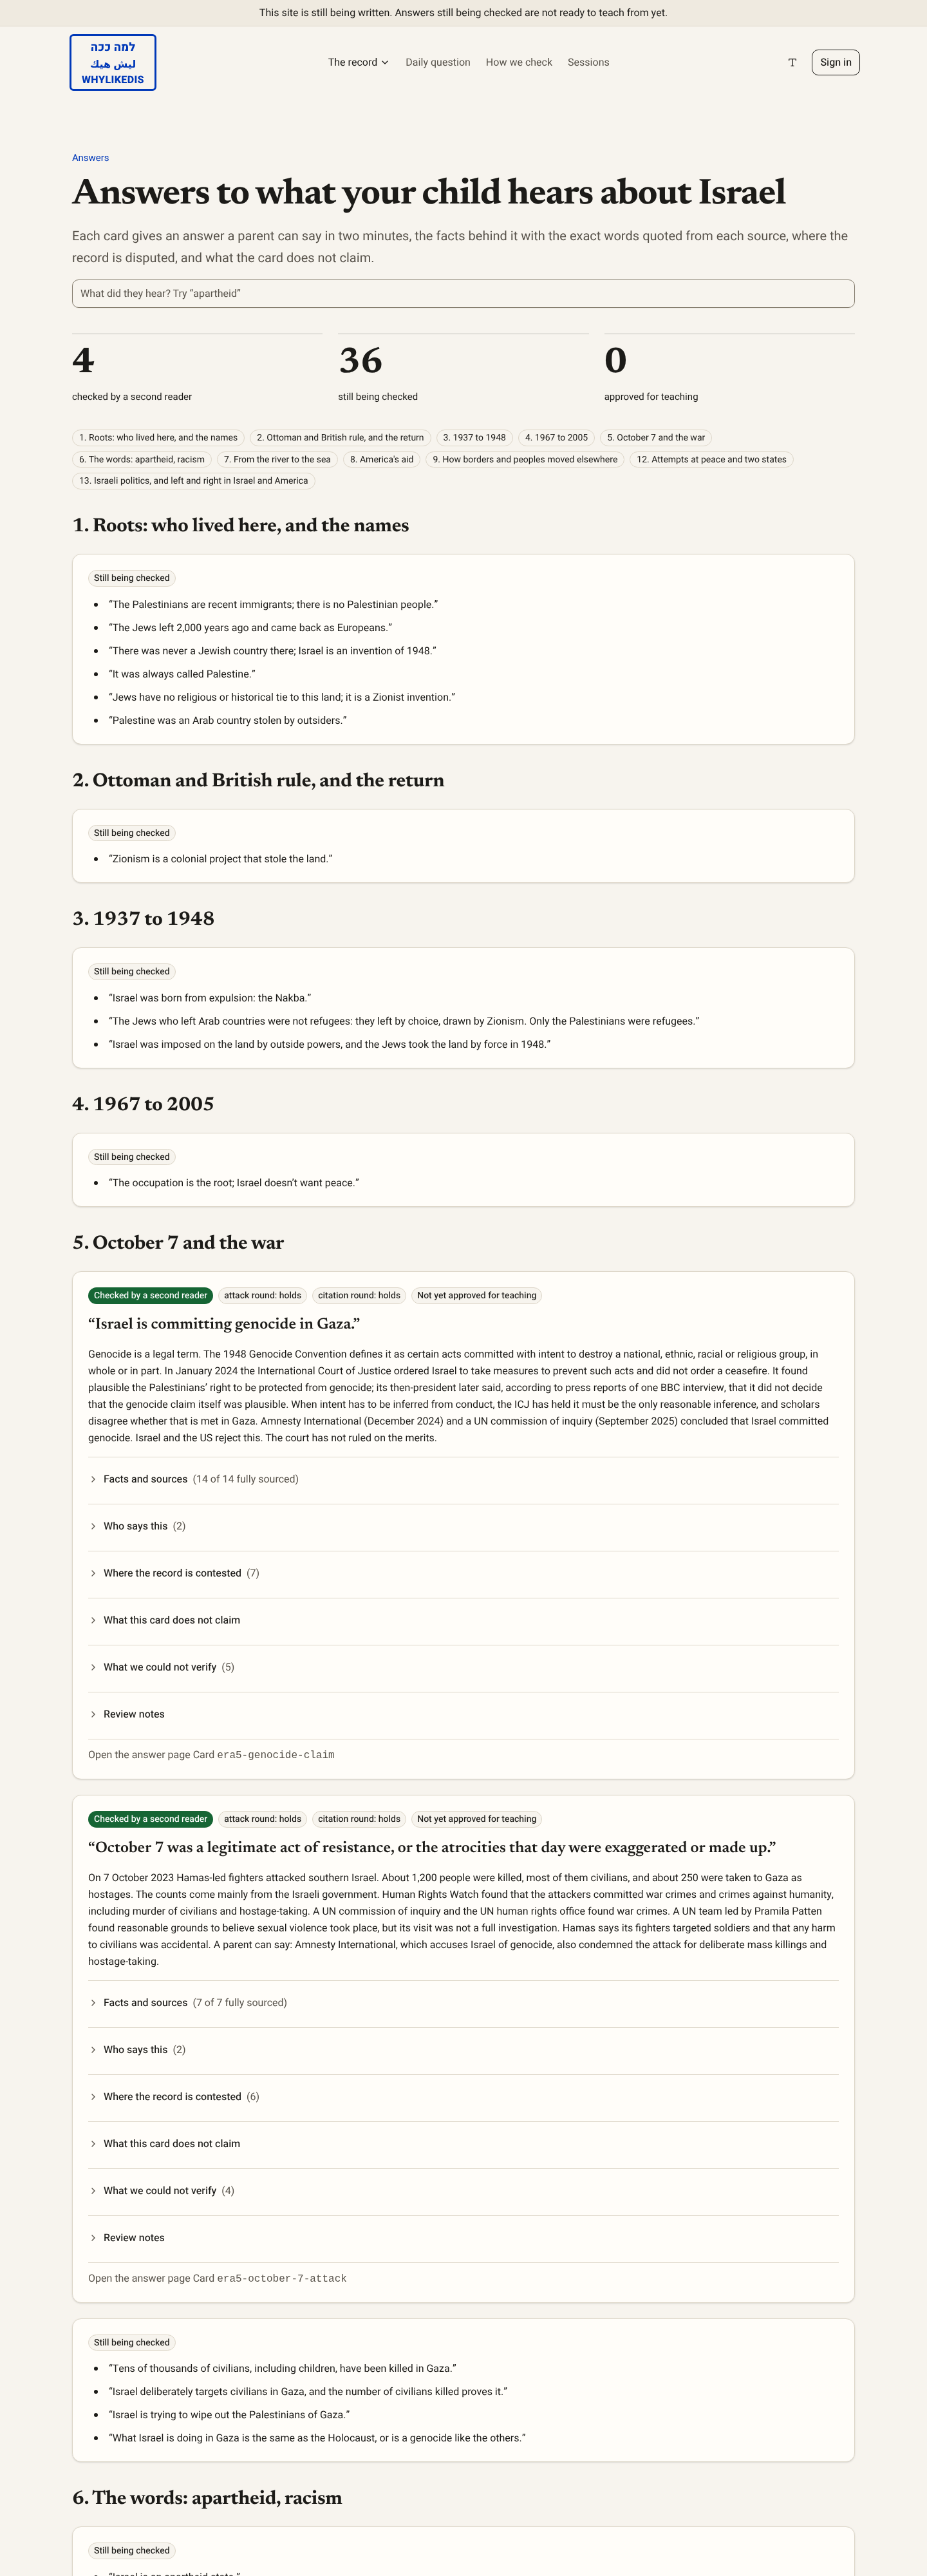 This site is still being written. Answers still being checked are not ready to teach from yet.
למה ככה
ليش هيك
WHYLIKEDIS
The record
Daily question
How we check
Sessions
T
Sign in
Answers
Answers to what your child hears about Israel
Each card gives an answer a parent can say in two minutes, the facts behind it with the exact words quoted from each source, where the
record is disputed, and what the card does not claim.
What did they hear? Try “apartheid”
4
checked by a second reader
36
still being checked
0
approved for teaching
1. Roots: who lived here, and the names
2. Ottoman and British rule, and the return
3. 1937 to 1948
4. 1967 to 2005
5. October 7 and the war
6. The words: apartheid, racism
7. From the river to the sea
8. America's aid
9. How borders and peoples moved elsewhere
12. Attempts at peace and two states
13. Israeli politics, and left and right in Israel and America
1. Roots: who lived here, and the names
Still being checked
“The Palestinians are recent immigrants; there is no Palestinian people.”
“The Jews left 2,000 years ago and came back as Europeans.”
“There was never a Jewish country there; Israel is an invention of 1948.”
“It was always called Palestine.”
“Jews have no religious or historical tie to this land; it is a Zionist invention.”
“Palestine was an Arab country stolen by outsiders.”
2. Ottoman and British rule, and the return
Still being checked
“Zionism is a colonial project that stole the land.”
3. 1937 to 1948
Still being checked
“Israel was born from expulsion: the Nakba.”
“The Jews who left Arab countries were not refugees: they left by choice, drawn by Zionism. Only the Palestinians were refugees.”
“Israel was imposed on the land by outside powers, and the Jews took the land by force in 1948.”
4. 1967 to 2005
Still being checked
“The occupation is the root; Israel doesn’t want peace.”
5. October 7 and the war
Checked by a second reader
attack round: holds
citation round: holds
Not yet approved for teaching
“Israel is committing genocide in Gaza.”
Genocide is a legal term. The 1948 Genocide Convention defines it as certain acts committed with intent to destroy a national, ethnic, racial or religious group, in
whole or in part. In January 2024 the International Court of Justice ordered Israel to take measures to prevent such acts and did not order a ceasefire. It found
plausible the Palestinians’ right to be protected from genocide; its then-president later said, according to press reports of one BBC interview, that it did not decide
that the genocide claim itself was plausible. When intent has to be inferred from conduct, the ICJ has held it must be the only reasonable inference, and scholars
disagree whether that is met in Gaza. Amnesty International (December 2024) and a UN commission of inquiry (September 2025) concluded that Israel committed
genocide. Israel and the US reject this. The court has not ruled on the merits.
Facts and sources (14 of 14 fully sourced)
Who says this (2)
Where the record is contested (7)
What this card does not claim
What we could not verify (5)
Review notes
Open the answer page Card era5-genocide-claim
Checked by a second reader
attack round: holds
citation round: holds
Not yet approved for teaching
“October 7 was a legitimate act of resistance, or the atrocities that day were exaggerated or made up.”
On 7 October 2023 Hamas-led fighters attacked southern Israel. About 1,200 people were killed, most of them civilians, and about 250 were taken to Gaza as
hostages. The counts come mainly from the Israeli government. Human Rights Watch found that the attackers committed war crimes and crimes against humanity,
including murder of civilians and hostage-taking. A UN commission of inquiry and the UN human rights office found war crimes. A UN team led by Pramila Patten
found reasonable grounds to believe sexual violence took place, but its visit was not a full investigation. Hamas says its fighters targeted soldiers and that any harm
to civilians was accidental. A parent can say: Amnesty International, which accuses Israel of genocide, also condemned the attack for deliberate mass killings and
hostage-taking.
Facts and sources (7 of 7 fully sourced)
Who says this (2)
Where the record is contested (6)
What this card does not claim
What we could not verify (4)
Review notes
Open the answer page Card era5-october-7-attack
Still being checked
“Tens of thousands of civilians, including children, have been killed in Gaza.”
“Israel deliberately targets civilians in Gaza, and the number of civilians killed proves it.”
“Israel is trying to wipe out the Palestinians of Gaza.”
“What Israel is doing in Gaza is the same as the Holocaust, or is a genocide like the others.”
6. The words: apartheid, racism
Still being checked